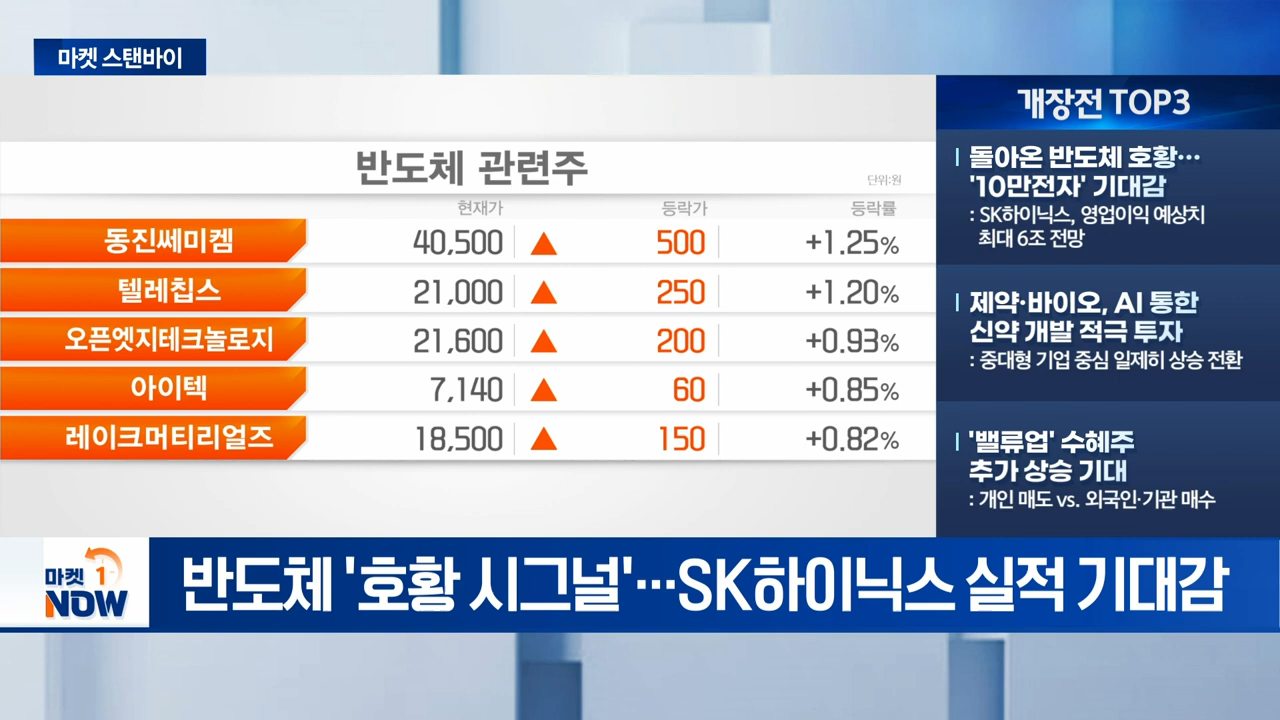 마켓 스탠바이
반도체 관련주
단위:원
현재가 등락가 등락률
동진쎄미켐 40,500 ▲ 500 +1.25%
텔레칩스 21,000 ▲ 250 +1.20%
오픈엣지테크놀로지 21,600 ▲ 200 +0.93%
아이텍 7,140 ▲ 60 +0.85%
레이크머티리얼즈 18,500 ▲ 150 +0.82%
개장전 TOP3
돌아온 반도체 호황…
'10만전자' 기대감
: SK하이닉스, 영업이익 예상치
최대 6조 전망
제약·바이오, AI 통한
신약 개발 적극 투자
: 중대형 기업 중심 일제히 상승 전환
'밸류업' 수혜주
추가 상승 기대
: 개인 매도 vs. 외국인·기관 매수
마켓 1
NOW
반도체 '호황 시그널'…SK하이닉스 실적 기대감